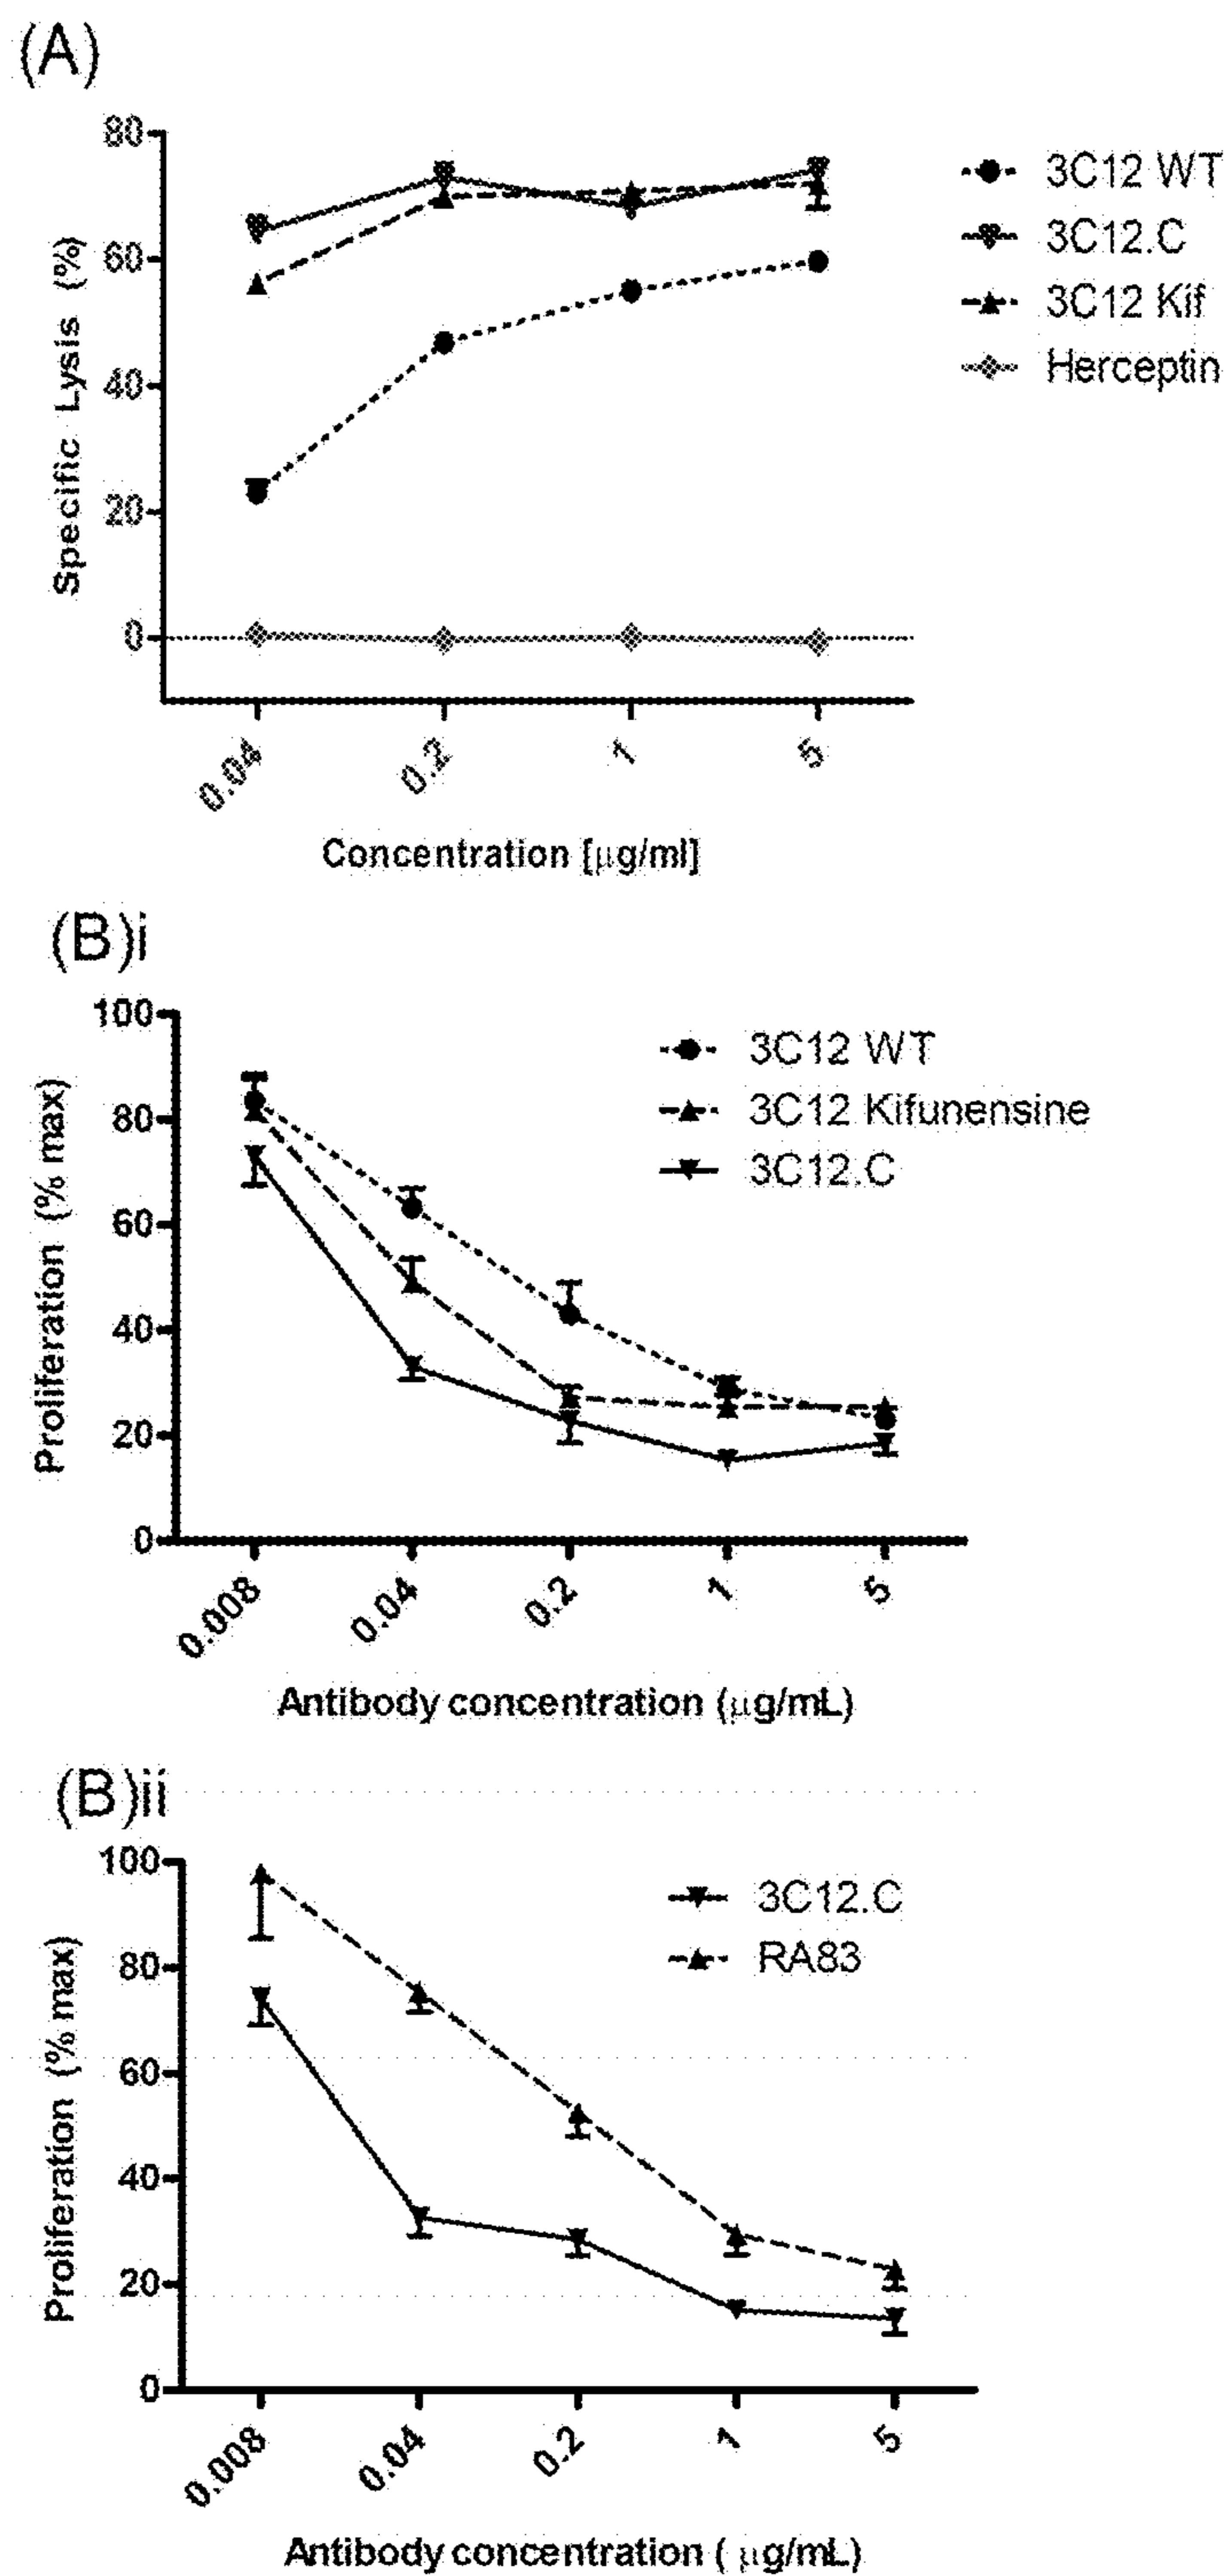 (A)
80
60
40
20
0
Specific Lysis (%)
0.04
0.2
1
5
Concentration [μg/ml]
3C12 WT
3C12.C
3C12 Kif
Herceptin
(B)i
100
80
60
40
20
0
Proliferation (% max)
0.008
0.04
0.2
1
5
Antibody concentration (μg/mL)
3C12 WT
3C12 Kifunensine
3C12.C
(B)ii
100
80
60
40
20
0
Proliferation (% max)
0.008
0.04
0.2
1
5
Antibody concentration ( μg/mL)
3C12.C
RA83